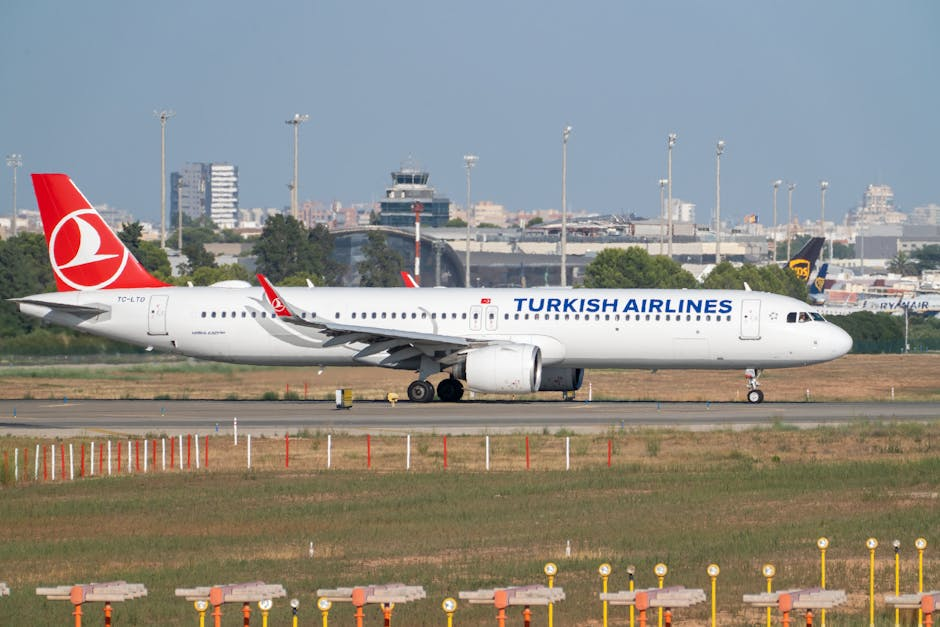 TURKISH AIRLINES
TC-LTO
ups
RYANAIR